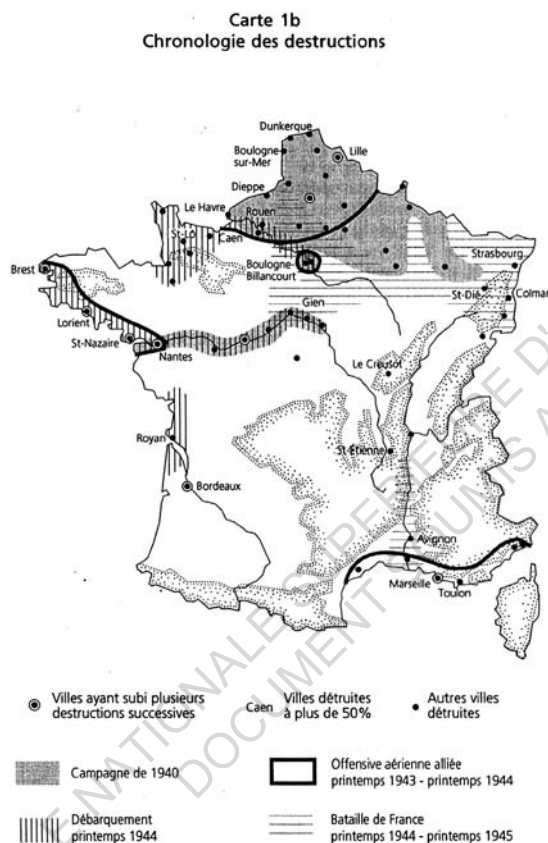 Carte 1b
Chronologie des destructions
Dunkerque
Lille
Boulogne
sur-Mer
Dieppe
Le Havre
Rouen
St-Lô
Caen
Boulogne
Billancourt
Strasbourg
Brest
St-Dié
Colmar
Gien
Lorient
St-Nazaire
Nantes
Le Creusot
Royan
St-Etienne
Bordeaux
Avignon
Marseille
Toulon
Villes ayant subi plusieurs
destructions successives
Caen
Villes détruites
à plus de 50%
Autres villes
détruites
Campagne de 1940
Offensive aérienne alliée
printemps 1943 - printemps 1944
Débarquement
printemps 1944
Bataille de France
printemps 1944 - printemps 1945